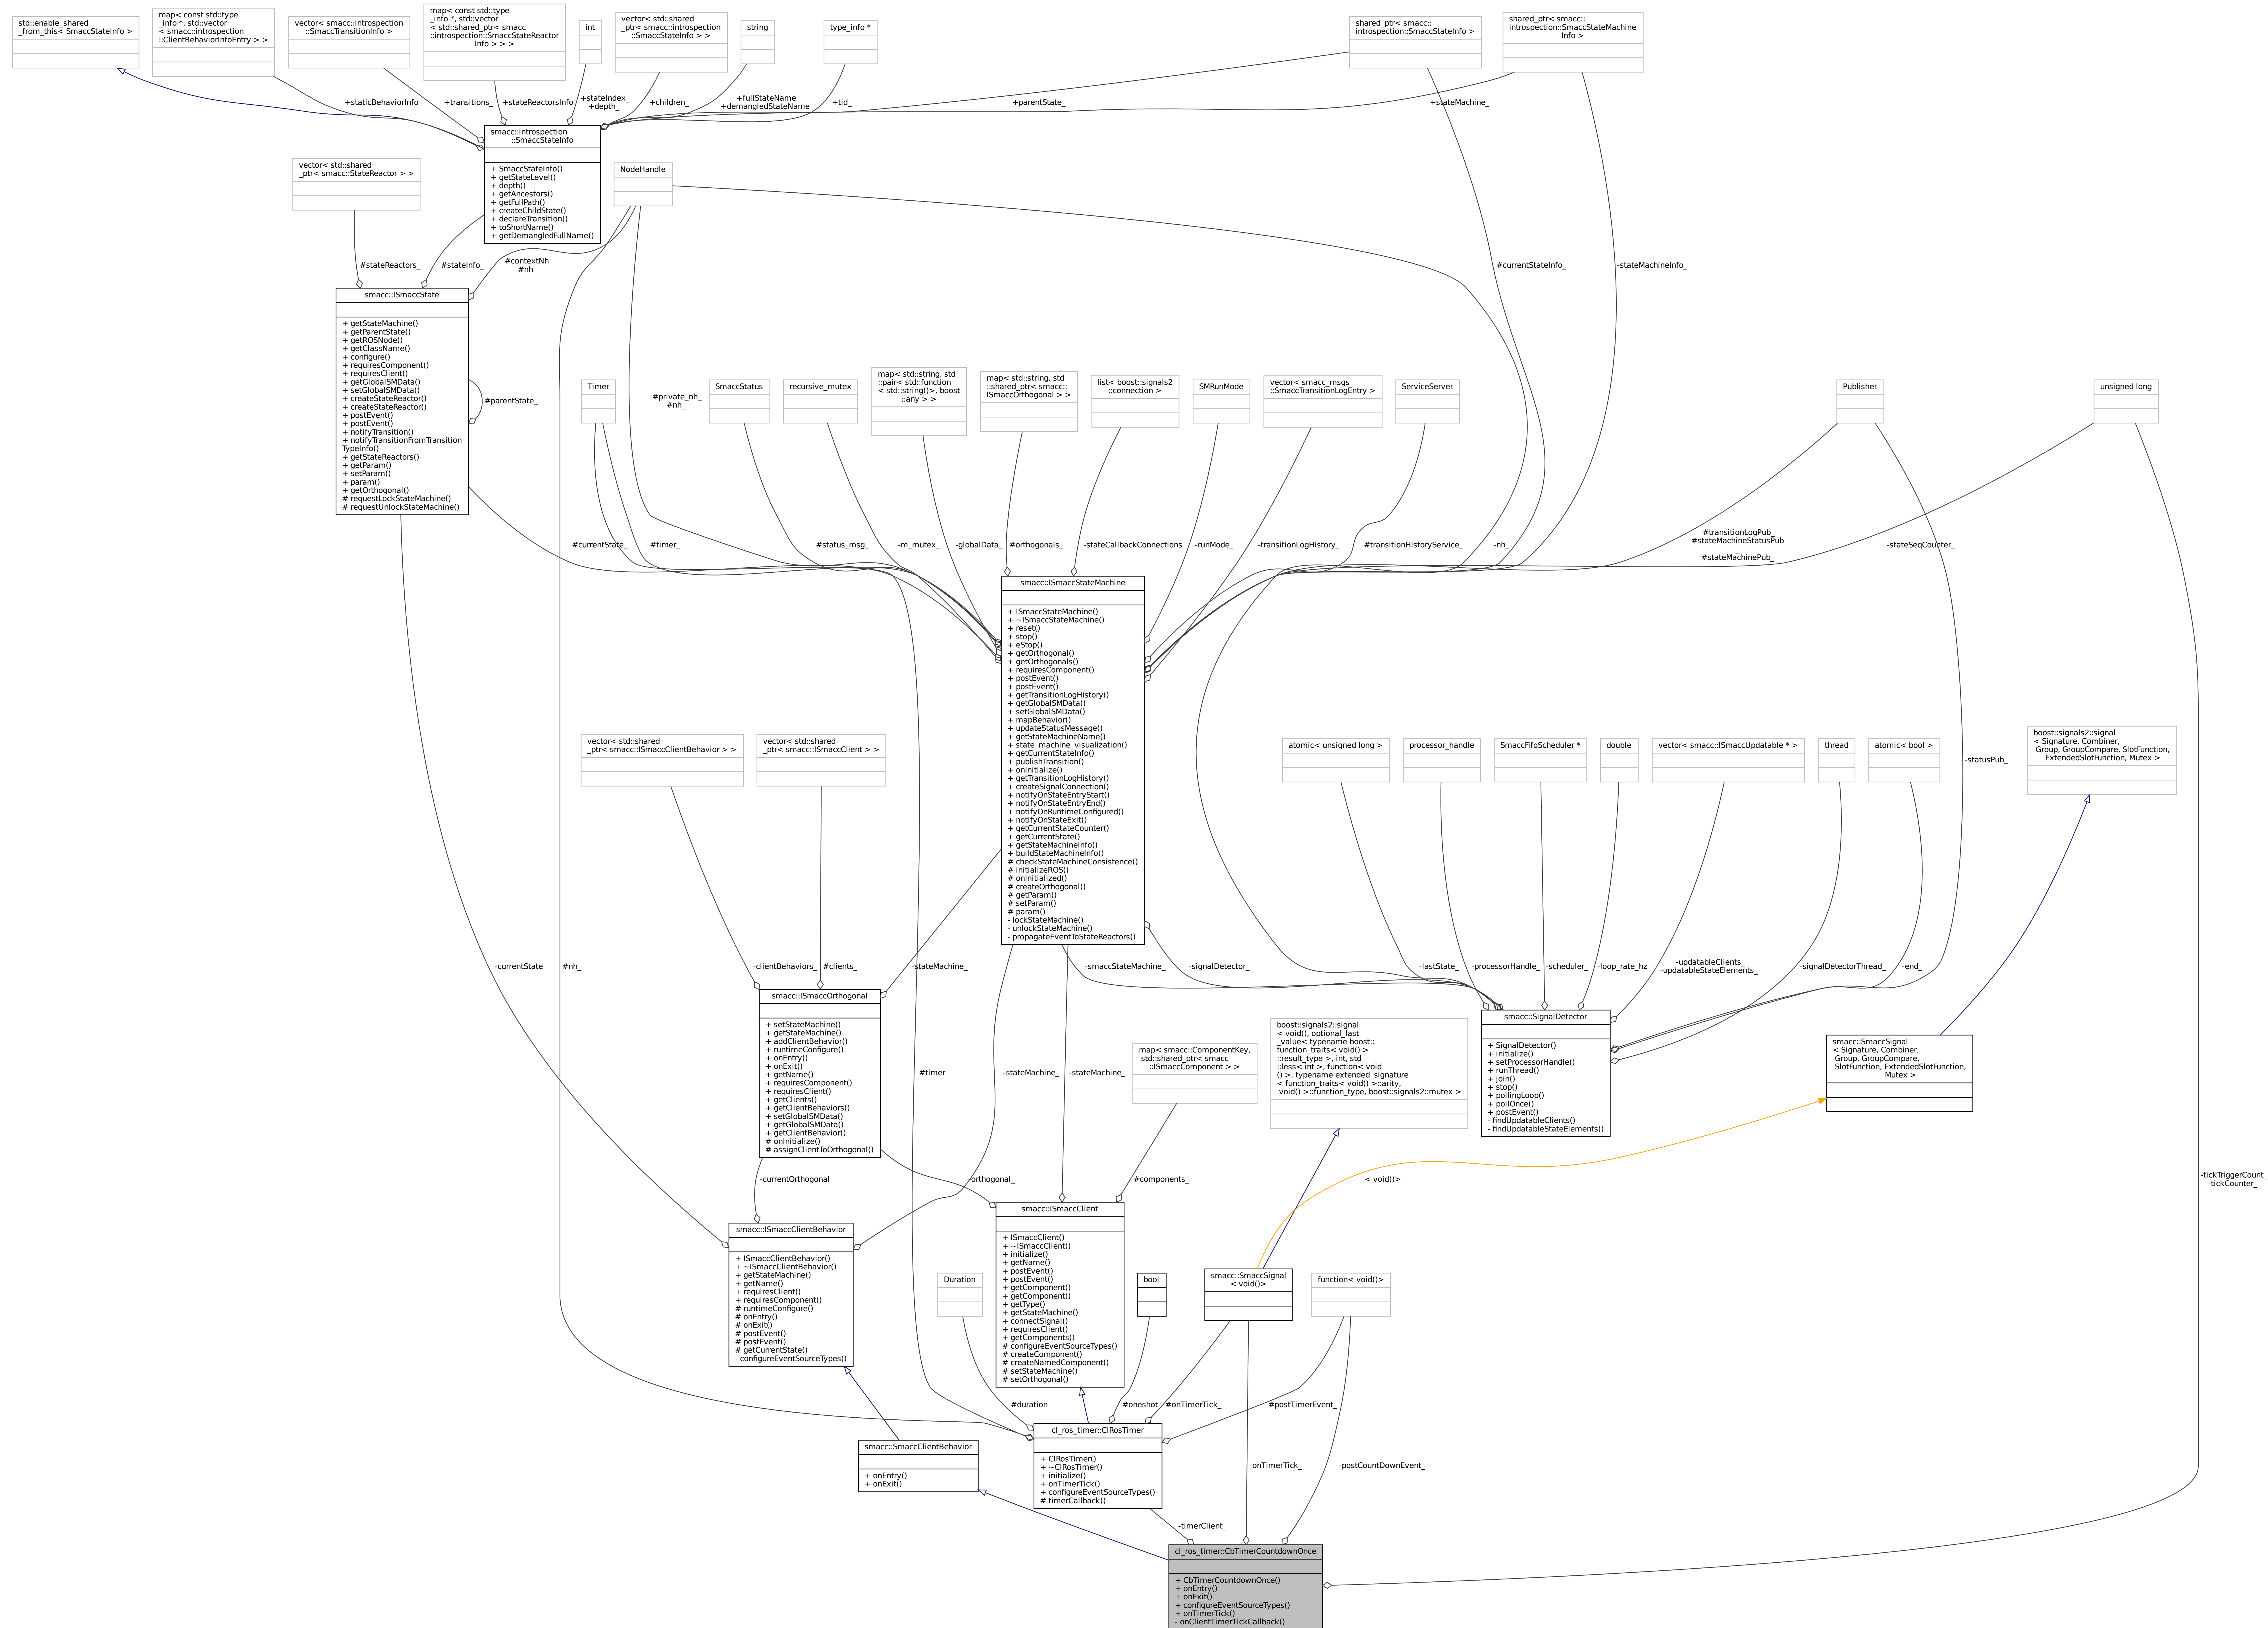 std::enable_shared
_from_this< SmaccStateInfo >
map< const std::type
_info *, std::vector
< smacc::introspection
::ClientBehaviorInfoEntry > >
vector< smacc::introspection
::SmaccTransitionInfo >
map< const std::type
_info *, std::vector
< std::shared_ptr< smacc
::introspection::SmaccStateReactor
Info > > >
int
vector< std::shared
_ptr< smacc::introspection
::SmaccStateInfo > >
string
type_info *
shared_ptr< smacc::
introspection::SmaccStateInfo >
shared_ptr< smacc::
introspection::SmaccStateMachine
Info >
+staticBehaviorInfo
+transitions_
+stateReactorsInfo
+stateIndex_
+depth_
+children_
+fullStateName
+demangledStateName
+tid_
+parentState_
+stateMachine_
smacc::introspection
::SmaccStateInfo
+ SmaccStateInfo()
+ getStateLevel()
+ depth()
+ getAncestors()
+ getFullPath()
+ createChildState()
+ declareTransition()
+ toShortName()
+ getDemangledFullName()
vector< std::shared
_ptr< smacc::StateReactor > >
NodeHandle
#stateReactors_
#stateInfo_
#contextNh
#nh
#currentStateInfo_
-stateMachineInfo_
smacc::ISmaccState
+ getStateMachine()
+ getParentState()
+ getROSNode()
+ getClassName()
+ configure()
+ requiresComponent()
+ requiresClient()
+ getGlobalSMData()
+ setGlobalSMData()
+ createStateReactor()
+ createStateReactor()
+ postEvent()
+ postEvent()
+ notifyTransition()
+ notifyTransitionFromTransition
TypeInfo()
+ getStateReactors()
+ getParam()
+ setParam()
+ param()
+ getOrthogonal()
# requestLockStateMachine()
# requestUnlockStateMachine()
#parentState_
Timer
#private_nh_
#nh_
SmaccStatus
recursive_mutex
map< std::string, std
::pair< std::function
< std::string()>, boost
::any > >
map< std::string, std
::shared_ptr< smacc::
ISmaccOrthogonal > >
list< boost::signals2
::connection >
SMRunMode
vector< smacc_msgs
::SmaccTransitionLogEntry >
ServiceServer
Publisher
unsigned long
#currentState_
#timer_
#status_msg_
-m_mutex_
-globalData_
#orthogonals_
-stateCallbackConnections
-runMode_
-transitionLogHistory_
#transitionHistoryService_
-nh_
#transitionLogPub_
#stateMachineStatusPub
_
#stateMachinePub_
-stateSeqCounter_
smacc::ISmaccStateMachine
+ ISmaccStateMachine()
+ ~ISmaccStateMachine()
+ reset()
+ stop()
+ eStop()
+ getOrthogonal()
+ getOrthogonals()
+ requiresComponent()
+ postEvent()
+ postEvent()
+ getTransitionLogHistory()
+ getGlobalSMData()
+ setGlobalSMData()
+ mapBehavior()
+ updateStatusMessage()
+ getStateMachineName()
+ state_machine_visualization()
+ getCurrentStateInfo()
+ publishTransition()
+ onInitialize()
+ getTransitionLogHistory()
+ createSignalConnection()
+ notifyOnStateEntryStart()
+ notifyOnStateEntryEnd()
+ notifyOnRuntimeConfigured()
+ notifyOnStateExit()
+ getCurrentStateCounter()
+ getCurrentState()
+ getStateMachineInfo()
+ buildStateMachineInfo()
# checkStateMachineConsistence()
# initializeROS()
# onInitialized()
# createOrthogonal()
# getParam()
# setParam()
# param()
- lockStateMachine()
- unlockStateMachine()
- propagateEventToStateReactors()
vector< std::shared
_ptr< smacc::ISmaccClientBehavior > >
vector< std::shared
_ptr< smacc::ISmaccClient > >
atomic< unsigned long >
processor_handle
SmaccFifoScheduler *
double
vector< smacc::ISmaccUpdatable * >
thread
atomic< bool >
-statusPub_
boost::signals2::signal
< Signature, Combiner,
Group, GroupCompare, SlotFunction,
ExtendedSlotFunction, Mutex >
-currentState
#nh_
-clientBehaviors_
#clients_
-stateMachine_
-smaccStateMachine_
-signalDetector_
-lastState_
-processorHandle_
-scheduler_
-loop_rate_hz
-updatableClients_
-updatableStateElements_
-signalDetectorThread_
-end_
smacc::ISmaccOrthogonal
+ setStateMachine()
+ getStateMachine()
+ addClientBehavior()
+ runtimeConfigure()
+ onEntry()
+ onExit()
+ getName()
+ requiresComponent()
+ requiresClient()
+ getClients()
+ getClientBehaviors()
+ setGlobalSMData()
+ getGlobalSMData()
+ getClientBehavior()
# onInitialize()
# assignClientToOrthogonal()
#timer
-stateMachine_
-stateMachine_
map< smacc::ComponentKey,
std::shared_ptr< smacc
::ISmaccComponent > >
boost::signals2::signal
< void(), optional_last
_value< typename boost::
function_traits< void() >
::result_type >, int, std
::less< int >, function< void
() >, typename extended_signature
< function_traits< void() >::arity,
void() >::function_type, boost::signals2::mutex >
smacc::SignalDetector
+ SignalDetector()
+ initialize()
+ setProcessorHandle()
+ runThread()
+ join()
+ stop()
+ pollingLoop()
+ pollOnce()
+ postEvent()
- findUpdatableClients()
- findUpdatableStateElements()
smacc::SmaccSignal
< Signature, Combiner,
Group, GroupCompare,
SlotFunction, ExtendedSlotFunction,
Mutex >
-currentOrthogonal
-orthogonal_
#components_
< void()>
-tickTriggerCount_
-tickCounter_
smacc::ISmaccClientBehavior
+ ISmaccClientBehavior()
+ ~ISmaccClientBehavior()
+ getStateMachine()
+ getName()
+ requiresClient()
+ requiresComponent()
# runtimeConfigure()
# onEntry()
# onExit()
# postEvent()
# postEvent()
# getCurrentState()
- configureEventSourceTypes()
smacc::ISmaccClient
+ ISmaccClient()
+ ~ISmaccClient()
+ initialize()
+ getName()
+ postEvent()
+ postEvent()
+ getComponent()
+ getComponent()
+ getType()
+ getStateMachine()
+ connectSignal()
+ requiresClient()
+ getComponents()
# configureEventSourceTypes()
# createComponent()
# createNamedComponent()
# setStateMachine()
# setOrthogonal()
Duration
bool
smacc::SmaccSignal
< void()>
function< void()>
#duration
#oneshot
#onTimerTick_
#postTimerEvent_
smacc::SmaccClientBehavior
+ onEntry()
+ onExit()
cl_ros_timer::ClRosTimer
+ ClRosTimer()
+ ~ClRosTimer()
+ initialize()
+ onTimerTick()
+ configureEventSourceTypes()
# timerCallback()
-onTimerTick_
-postCountDownEvent_
-timerClient_
cl_ros_timer::CbTimerCountdownOnce
+ CbTimerCountdownOnce()
+ onEntry()
+ onExit()
+ configureEventSourceTypes()
+ onTimerTick()
- onClientTimerTickCallback()